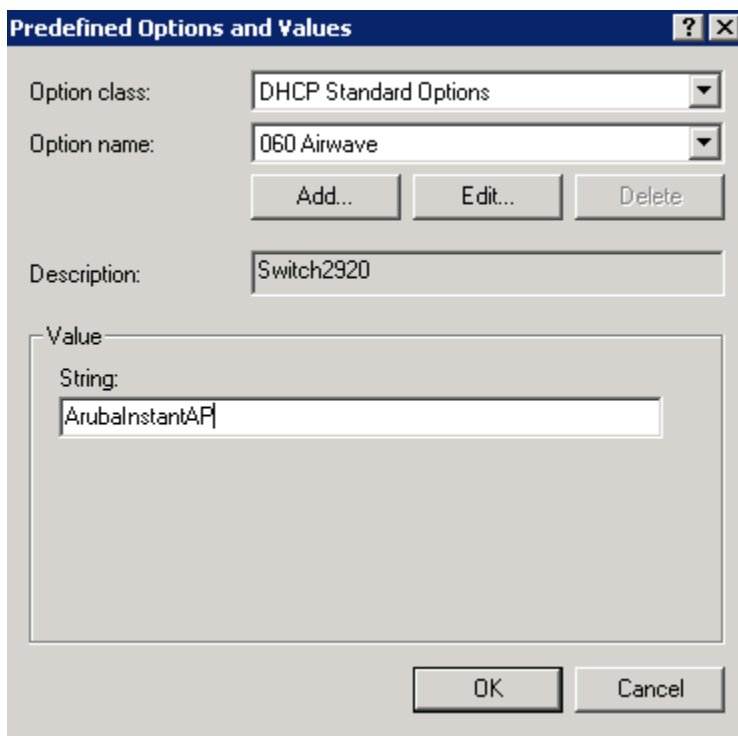 Predefined Options and Values
Option class: DHCP Standard Options
Option name: 060 Airwave
Add... Edit... Delete
Description: Switch2920
Value
String:
ArubaInstantAP
OK Cancel